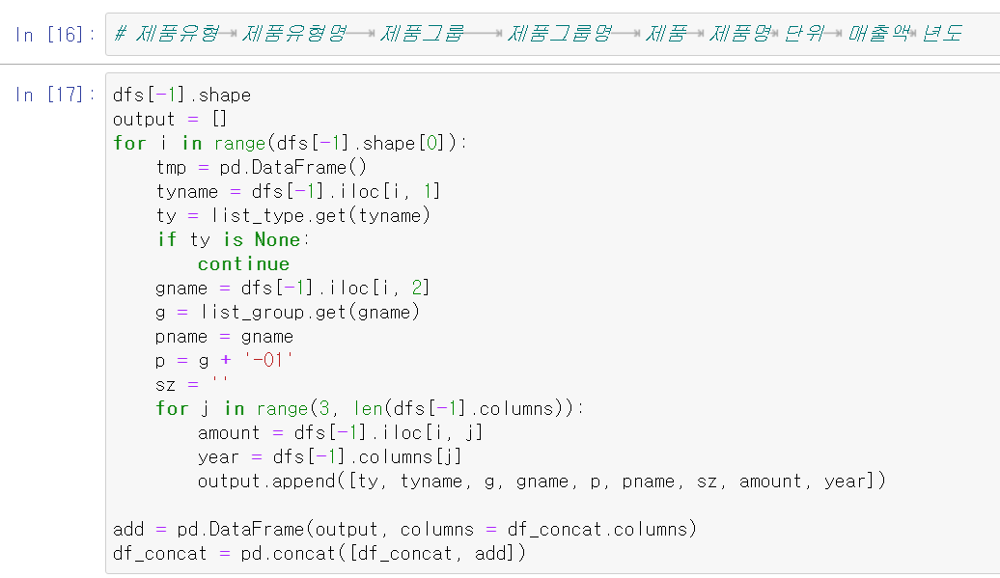 In [16]: # 제품유형 제품유형명 제품그룹 제품그룹명 제품 제품명 단위 매출액 년도
In [17]: dfs[-1].shape
output = []
for i in range(dfs[-1].shape[0]):
    tmp = pd.DataFrame()
    tyname = dfs[-1].iloc[i, 1]
    ty = list_type.get(tyname)
    if ty is None:
        continue
    gname = dfs[-1].iloc[i, 2]
    g = list_group.get(gname)
    pname = gname
    p = g + '-01'
    sz = ''
    for j in range(3, len(dfs[-1].columns)):
        amount = dfs[-1].iloc[i, j]
        year = dfs[-1].columns[j]
        output.append([ty, tyname, g, gname, p, pname, sz, amount, year])
add = pd.DataFrame(output, columns = df_concat.columns)
df_concat = pd.concat([df_concat, add])